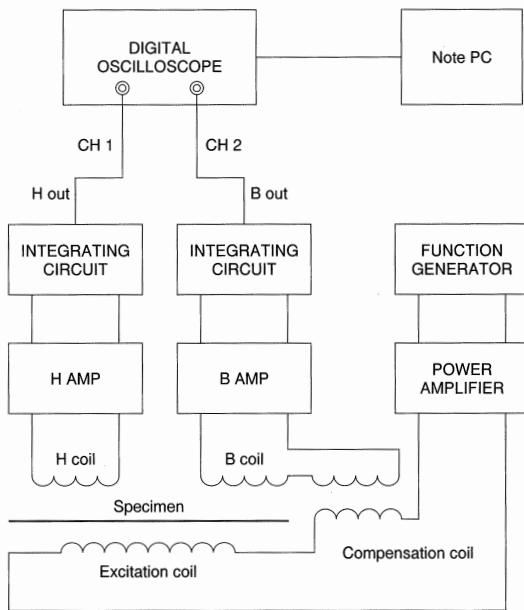 DIGITAL
OSCILLOSCOPE
Note PC
CH 1
CH 2
H out
B out
INTEGRATING
CIRCUIT
INTEGRATING
CIRCUIT
FUNCTION
GENERATOR
H AMP
B AMP
POWER
AMPLIFIER
H coil
B coil
Specimen
Excitation coil
Compensation coil